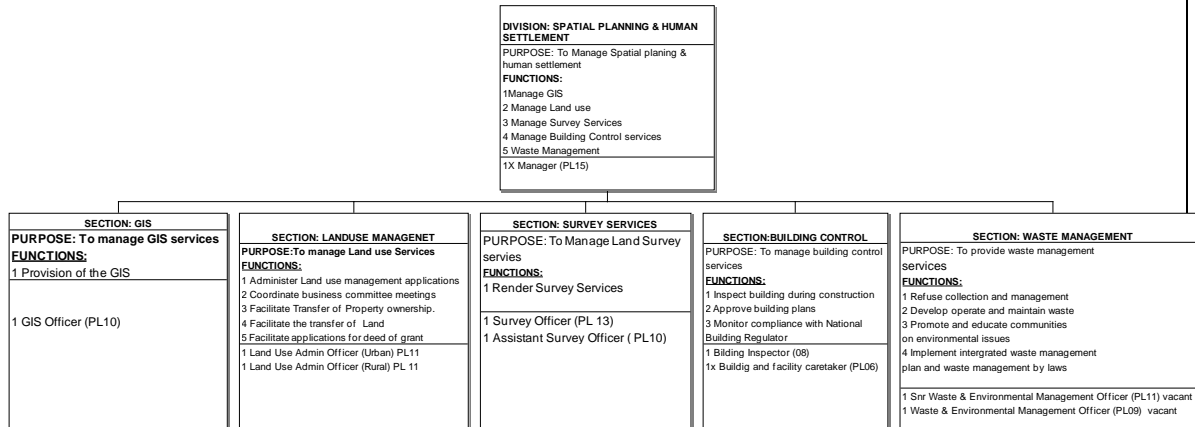 DIVISION: SPATIAL PLANNING & HUMAN
SETTLEMENT
PURPOSE: To Manage Spatial planing &
human settlement
FUNCTIONS:
1Manage GIS
2 Manage Land use
3 Manage Survey Services
4 Manage Building Control services
5 Waste Management
1X Manager (PL15)
SECTION: GIS
PURPOSE: To manage GIS services
FUNCTIONS:
1 Provision of the GIS
1 GIS Officer (PL10)
SECTION: LANDUSE MANAGENET
PURPOSE:To manage Land use Services
FUNCTIONS:
1 Administer Land use management applications
2 Coordinate business committee meetings
3 Facilitate Transfer of Property ownership.
4 Facilitate the transfer of Land
5 Facilitate applications for deed of grant
1 Land Use Admin Officer (Urban) PL11
1 Land Use Admin Officer (Rural) PL 11
SECTION: SURVEY SERVICES
PURPOSE: To Manage Land Survey
servies
FUNCTIONS:
1 Render Survey Services
1 Survey Officer (PL 13)
1 Assistant Survey Officer ( PL10)
SECTION:BUILDING CONTROL
PURPOSE: To manage building control
services
FUNCTIONS:
1 Inspect building during construction
2 Approve building plans
3 Monitor compliance with National
Building Regulator
1 Bilding Inspector (08)
1x Buildig and facility caretaker (PL06)
SECTION: WASTE MANAGEMENT
PURPOSE: To provide waste management
services
FUNCTIONS:
1 Refuse collection and management
2 Develop operate and maintain waste
3 Promote and educate communities
on environmental issues
4 Implement intergrated waste management
plan and waste management by laws
1 Snr Waste & Environmental Management Officer (PL11) vacant
1 Waste & Environmental Management Officer (PL09) vacant